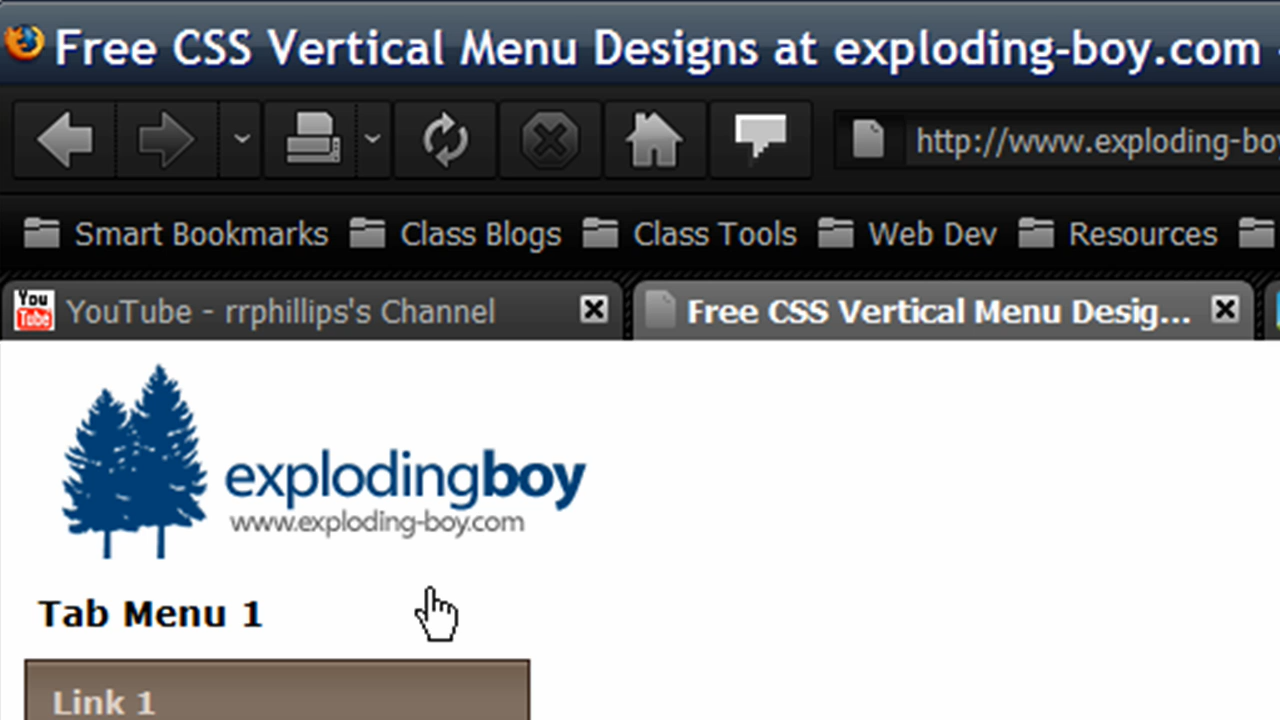 Free CSS Vertical Menu Designs at exploding-boy.com
http://www.exploding-bo
Smart Bookmarks Class Blogs Class Tools Web Dev Resources
You Tube YouTube - rrphillips's Channel Free CSS Vertical Menu Desig...
explodingboy
www.exploding-boy.com
Tab Menu 1
Link 1